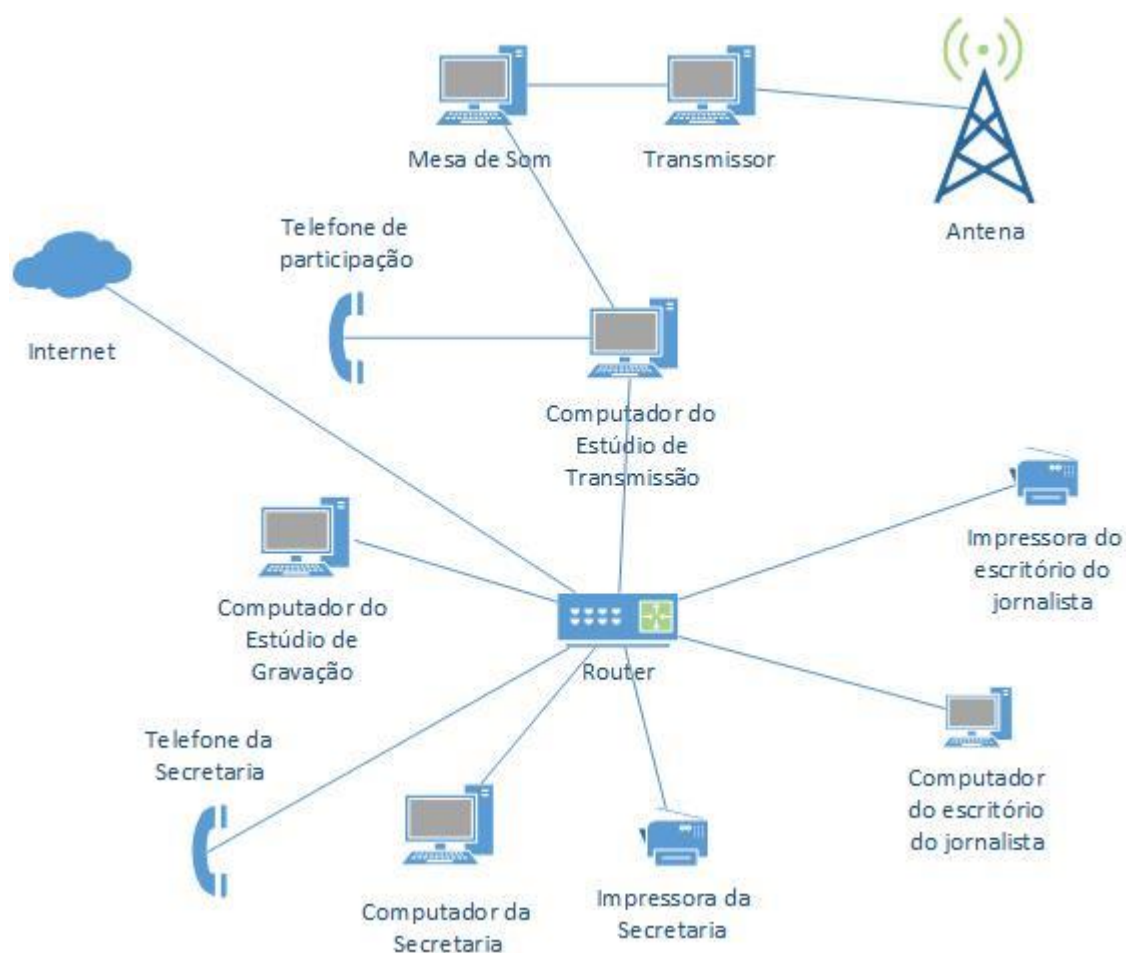 Mesa de Som
Transmissor
Antena
Telefone de
participação
Internet
Computador do
Estúdio de
Transmissão
Impressora do
escritório do
jornalista
Computador do
Estúdio de
Gravação
Router
Telefone da
Secretaria
Computador
do escritório
do jornalista
Computador da
Secretaria
Impressora da
Secretaria